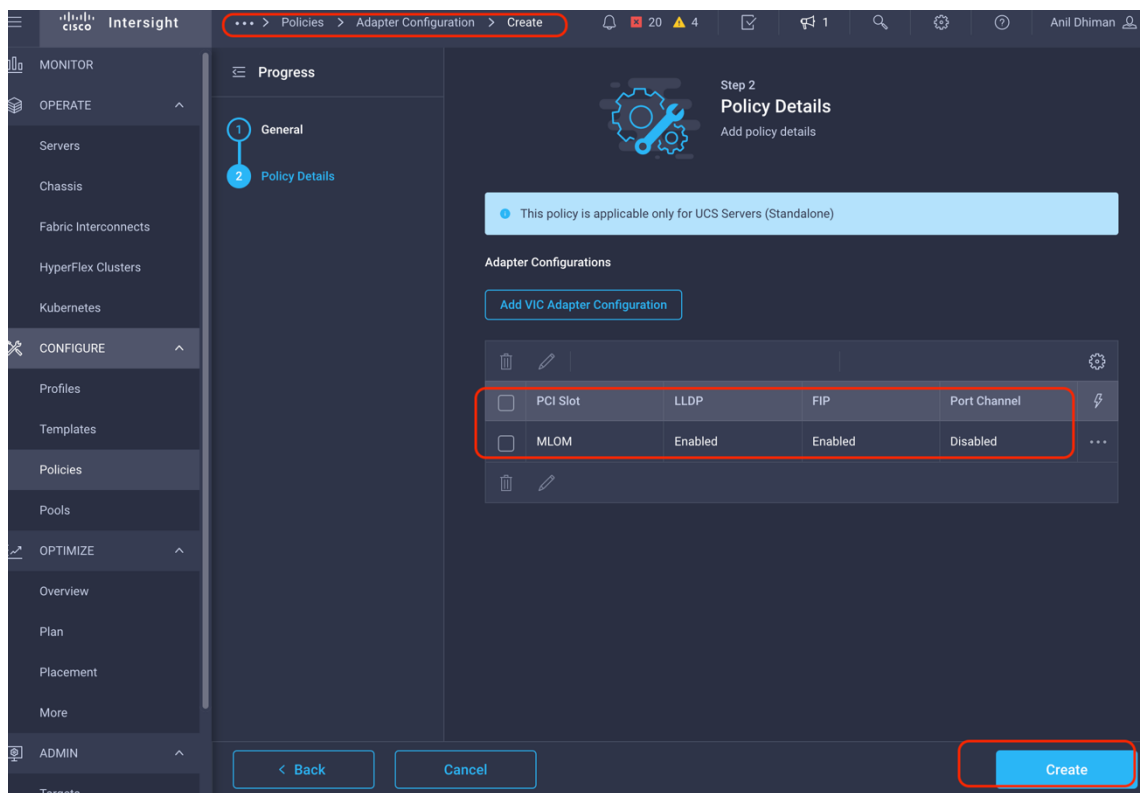 cisco Intersight
••• > Policies > Adapter Configuration > Create
20 4 1 Anil Dhiman
MONITOR
OPERATE
Servers
Chassis
Fabric Interconnects
HyperFlex Clusters
Kubernetes
CONFIGURE
Profiles
Templates
Policies
Pools
OPTIMIZE
Overview
Plan
Placement
More
ADMIN
Targets
Progress
1 General
2 Policy Details
Step 2
Policy Details
Add policy details
This policy is applicable only for UCS Servers (Standalone)
Adapter Configurations
Add VIC Adapter Configuration
PCI Slot LLDP FIP Port Channel
MLOM Enabled Enabled Disabled
< Back Cancel Create